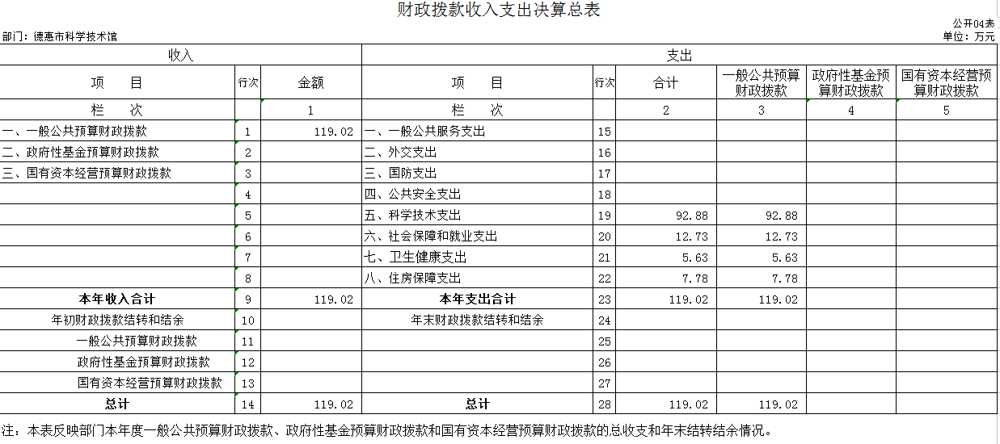 财政拨款收入支出决算总表
公开04表
部门：德惠市科学技术馆 单位：万元
收入 支出
项 目 行次 金额 项 目 行次 合计 一般公共预算财政拨款 政府性基金预算财政拨款 国有资本经营预算财政拨款
栏 次 1 栏 次 2 3 4 5
一、一般公共预算财政拨款 1 119.02 一、一般公共服务支出 15
二、政府性基金预算财政拨款 2 二、外交支出 16
三、国有资本经营预算财政拨款 3 三、国防支出 17
4 四、公共安全支出 18
5 五、科学技术支出 19 92.88 92.88
6 六、社会保障和就业支出 20 12.73 12.73
7 七、卫生健康支出 21 5.63 5.63
8 八、住房保障支出 22 7.78 7.78
本年收入合计 9 119.02 本年支出合计 23 119.02 119.02
年初财政拨款结转和结余 10 年末财政拨款结转和结余 24
一般公共预算财政拨款 11 25
政府性基金预算财政拨款 12 26
国有资本经营预算财政拨款 13 27
总计 14 119.02 总计 28 119.02 119.02
注：本表反映部门本年度一般公共预算财政拨款、政府性基金预算财政拨款和国有资本经营预算财政拨款的总收支和年末结转结余情况。